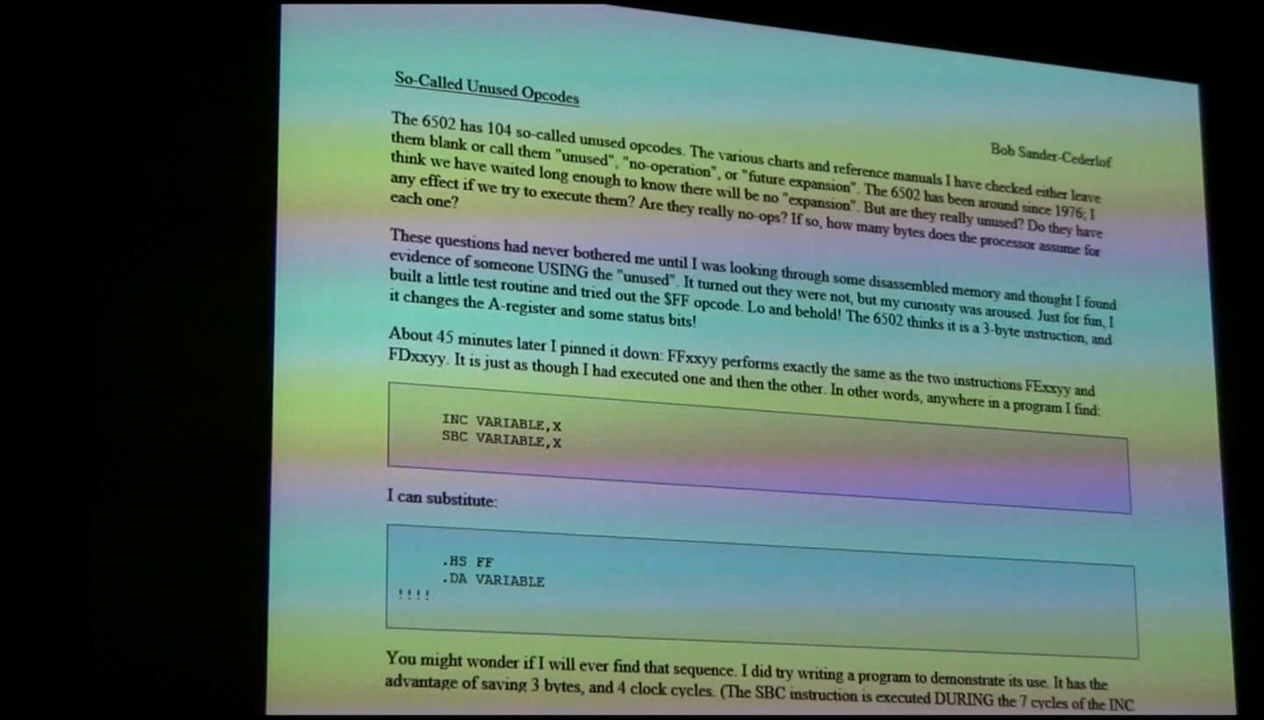 So-Called Unused Opcodes
Bob Sander-Cederlof
The 6502 has 104 so-called unused opcodes. The various charts and reference manuals I have checked either leave
them blank or call them "unused", "no-operation", or "future expansion". The 6502 has been around since 1976; I
think we have waited long enough to know there will be no "expansion". But are they really unused? Do they have
any effect if we try to execute them? Are they really no-ops? If so, how many bytes does the processor assume for
each one?
These questions had never bothered me until I was looking through some disassembled memory and thought I found
evidence of someone USING the "unused". It turned out they were not, but my curiosity was aroused. Just for fun, I
built a little test routine and tried out the $FF opcode. Lo and behold! The 6502 thinks it is a 3-byte instruction, and
it changes the A-register and some status bits!
About 45 minutes later I pinned it down: FFxxyy performs exactly the same as the two instructions FExxyy and
FDxxyy. It is just as though I had executed one and then the other. In other words, anywhere in a program I find:
INC VARIABLE,X
SBC VARIABLE,X
I can substitute:
.HS FF
.DA VARIABLE
!!!!
You might wonder if I will ever find that sequence. I did try writing a program to demonstrate its use. It has the
advantage of saving 3 bytes, and 4 clock cycles. (The SBC instruction is executed DURING the 7 cycles of the INC